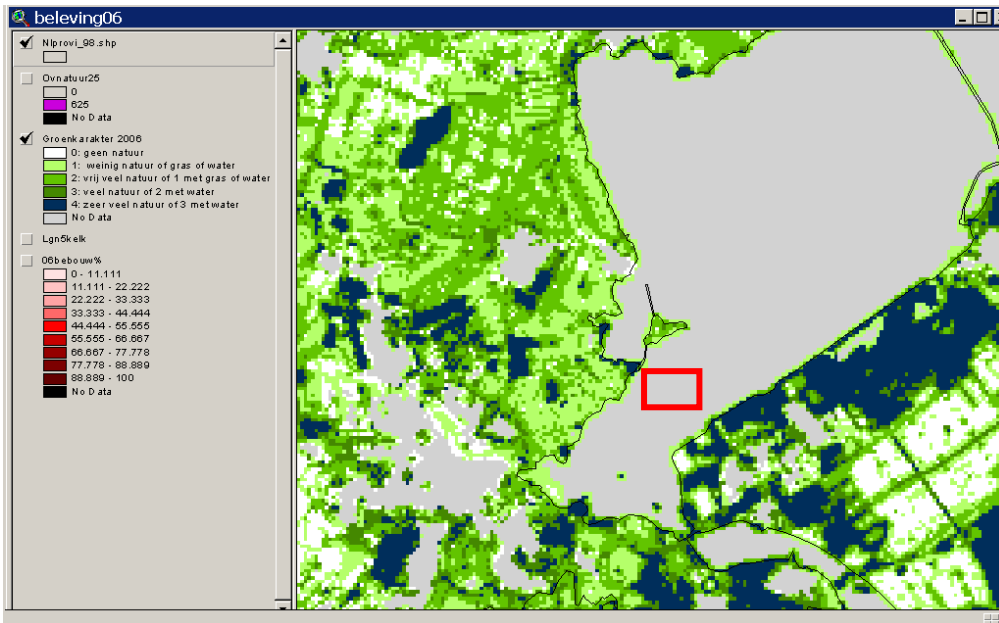 beleving06
Nlprovi_98.shp
Ovnatuur25
0
625
No Data
Groenkarakter 2006
0: geen natuur
1: weinig natuur of gras of water
2: vrij veel natuur of 1 met gras of water
3: veel natuur of 2 met water
4: zeer veel natuur of 3 met water
No Data
Lgn5kelk
06bebouw%
0 - 11.111
11.111 - 22.222
22.222 - 33.333
33.333 - 44.444
44.444 - 55.555
55.555 - 66.667
66.667 - 77.778
77.778 - 88.889
88.889 - 100
No Data